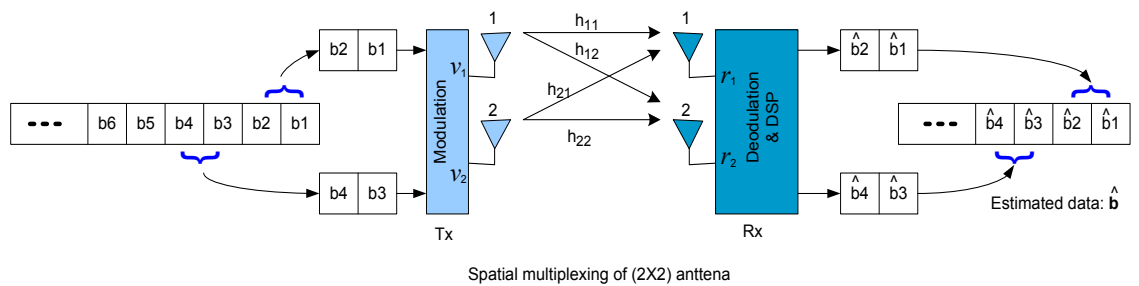 b2 b1
1
h11
h12
1
b̂2 b̂1
v1
r1
--- b6 b5 b4 b3 b2 b1
Modulation
h21
2
h22
2
Deodulation
& DSP
--- b̂4 b̂3 b̂2 b̂1
v2
r2
b4 b3
b̂4 b̂3
Estimated data: b̂
Tx
Rx
Spatial multiplexing of (2X2) anttena